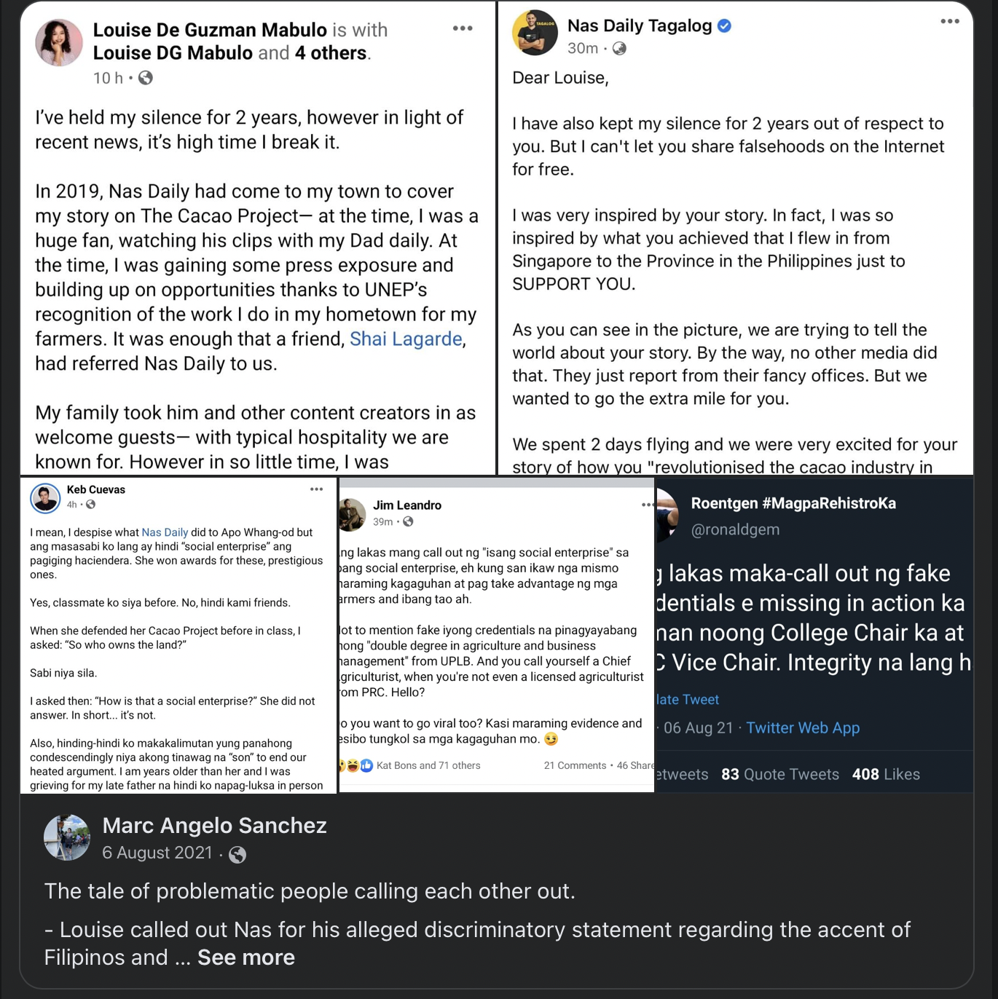 Louise De Guzman Mabulo is with
Louise DG Mabulo and 4 others.
10 h ·
I've held my silence for 2 years, however in light of
recent news, it's high time I break it.
In 2019, Nas Daily had come to my town to cover
my story on The Cacao Project— at the time, I was a
huge fan, watching his clips with my Dad daily. At
the time, I was gaining some press exposure and
building up on opportunities thanks to UNEP's
recognition of the work I do in my hometown for my
farmers. It was enough that a friend, Shai Lagarde,
had referred Nas Daily to us.
My family took him and other content creators in as
welcome guests— with typical hospitality we are
known for. However in so little time, I was
TAGALOG
Nas Daily Tagalog
30m ·
Dear Louise,
I have also kept my silence for 2 years out of respect to
you. But I can't let you share falsehoods on the Internet
for free.
I was very inspired by your story. In fact, I was so
inspired by what you achieved that I flew in from
Singapore to the Province in the Philippines just to
SUPPORT YOU.
As you can see in the picture, we are trying to tell the
world about your story. By the way, no other media did
that. They just report from their fancy offices. But we
wanted to go the extra mile for you.
We spent 2 days flying and we were very excited for your
story of how you "revolutionised the cacao industry in
Keb Cuevas
4h ·
I mean, I despise what Nas Daily did to Apo Whang-od but
ang masasabi ko lang ay hindi “social enterprise” ang
pagiging haciendera. She won awards for these, prestigious
ones.
Yes, classmate ko siya before. No, hindi kami friends.
When she defended her Cacao Project before in class, I
asked: “So who owns the land?”
Sabi niya sila.
I asked then: “How is that a social enterprise?” She did not
answer. In short... it’s not.
Also, hinding-hindi ko makakalimutan yung panahong
condescendingly niya akong tinawag na “son” to end our
heated argument. I am years older than her and I was
grieving for my late father na hindi ko napag-luksa in person
Jim Leandro
39m ·
ng lakas mang call out ng "isang social enterprise" sa
bang social enterprise, eh kung san ikaw nga mismo
maraming kagaguhan at pag take advantage ng mga
armers and ibang tao ah.
lot to mention fake iyong credentials na pinagyayabang
mong "double degree in agriculture and business
management" from UPLB. And you call yourself a Chief
griculturist, when you're not even a licensed agriculturist
rom PRC. Hello?
o you want to go viral too? Kasi maraming evidence and
esibo tungkol sa mga kagaguhan mo. 😏
Kat Bons and 71 others 21 Comments • 46 Share
Roentgen #MagpaRehistroKa
@ronaldgem
g lakas maka-call out ng fake
dentials e missing in action ka
man noong College Chair ka at
C Vice Chair. Integrity na lang h
late Tweet
· 06 Aug 21 · Twitter Web App
etweets 83 Quote Tweets 408 Likes
Marc Angelo Sanchez
6 August 2021 ·
The tale of problematic people calling each other out.
- Louise called out Nas for his alleged discriminatory statement regarding the accent of
Filipinos and ... See more